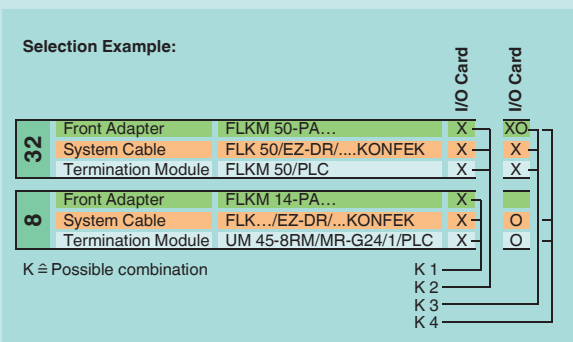 Selection Example:
I/O Card
I/O Card
32
Front Adapter FLKM 50-PA… X XO
System Cable FLK 50/EZ-DR/....KONFEK X X
Termination Module FLKM 50/PLC X X
8
Front Adapter FLKM 14-PA… X
System Cable FLK…/EZ-DR/...KONFEK X O
Termination Module UM 45-8RM/MR-G24/1/PLC X O
K ≙ Possible combination
K 1
K 2
K 3
K 4